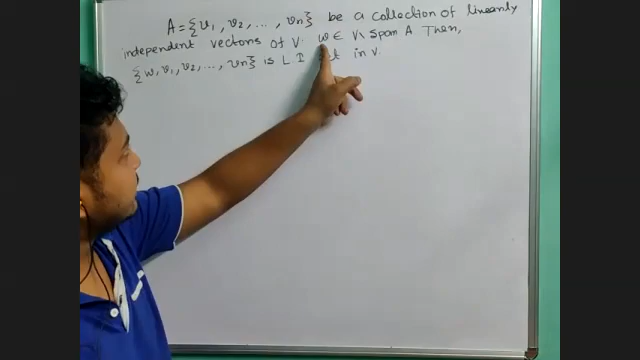 A = {v1, v2, ..., vn} be a collection of linearly
independent vectors of V. w ∈ V \ span A Then,
{w, v1, v2, ..., vn} is L I in V.